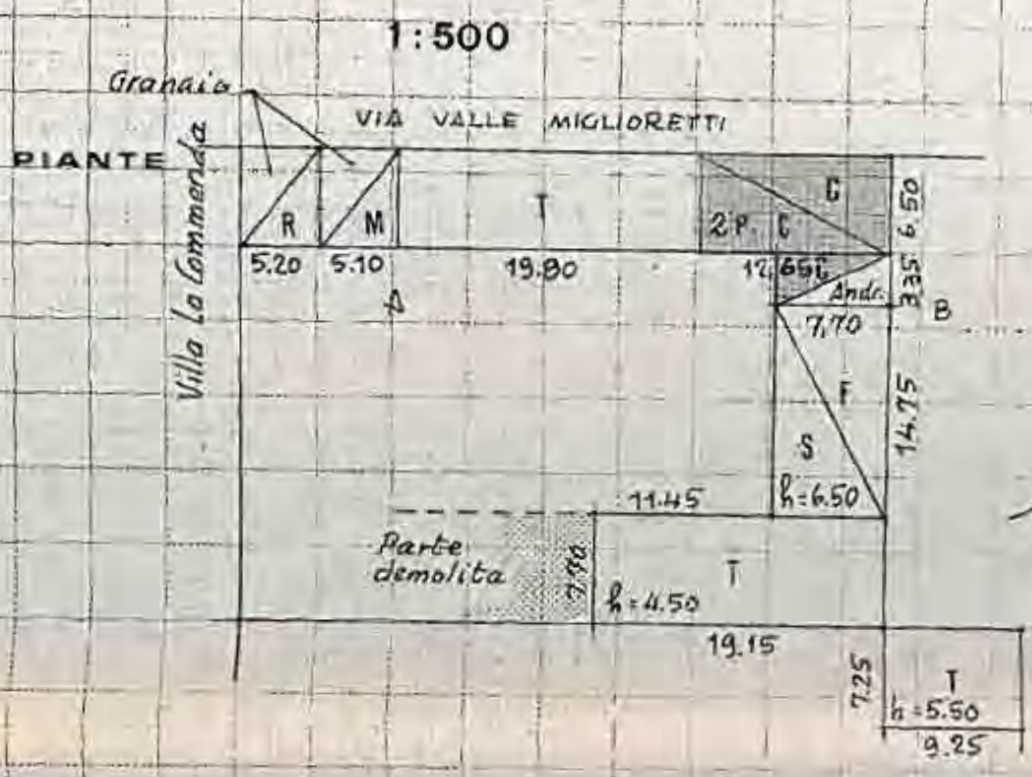 1:500
Granaio
VIA VALLE MIGLIORETTI
PIANTE
Villa La Commenda
R
M
T
2 P.
C
C
6.50
5.20
5.10
19.80
12,65
C
3.35
Andr.
A
7,70
B
F
14.75
S
h=6.50
11.45
Parte
demolita
7.70
T
h=4.50
19.15
7.25
T
h=5.50
9.25